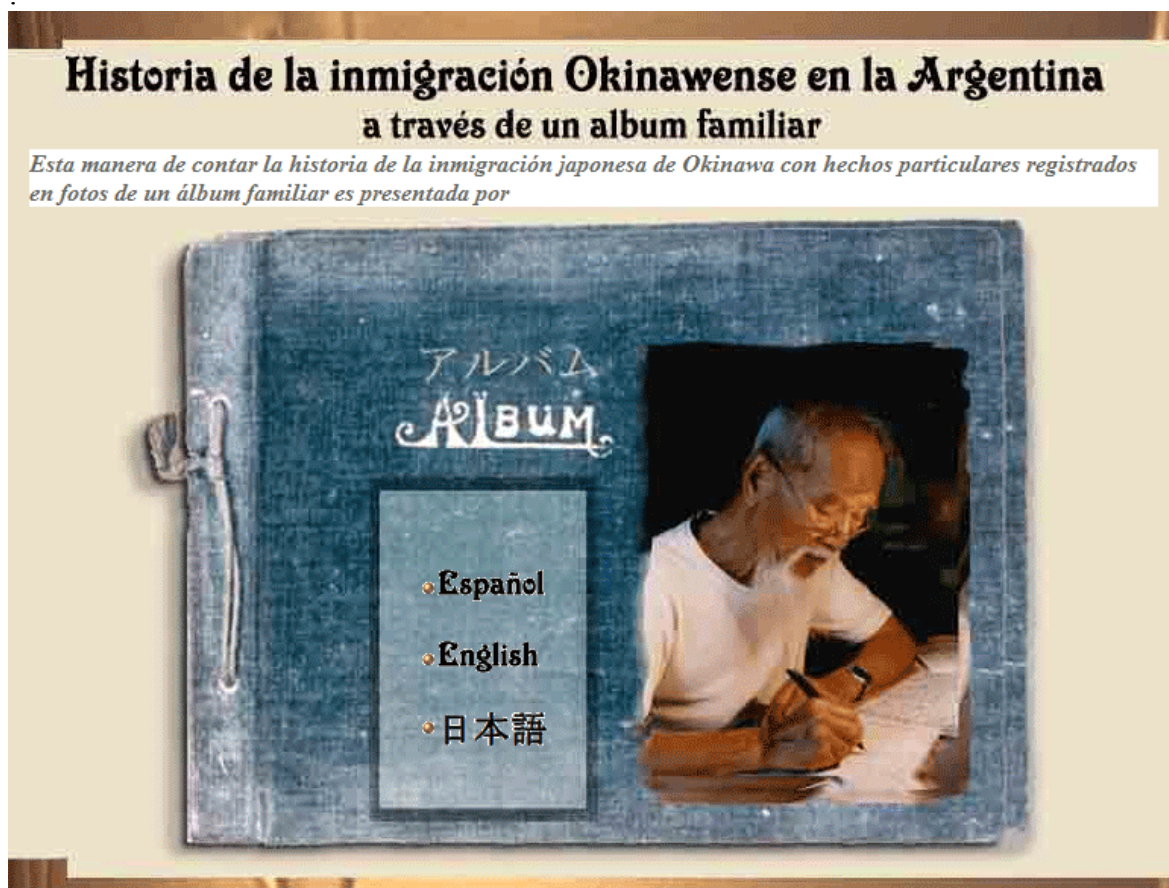 Historia de la inmigración Okinawense en la Argentina
a través de un album familiar
Esta manera de contar la historia de la inmigración japonesa de Okinawa con hechos particulares registrados
en fotos de un álbum familiar es presentada por
アルバム
ALBUM
Español
English
日本語